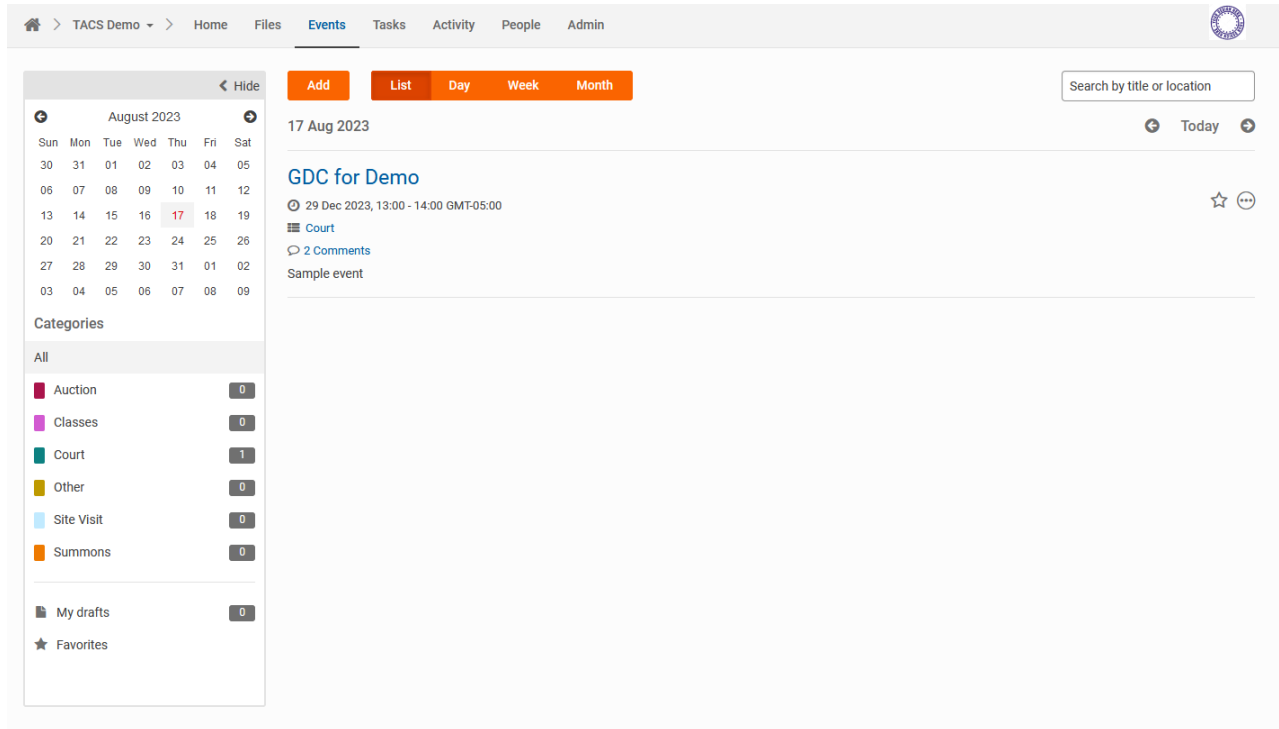 TACS Demo Home Files Events Tasks Activity People Admin
Hide
August 2023
Sun Mon Tue Wed Thu Fri Sat
30 31 01 02 03 04 05
06 07 08 09 10 11 12
13 14 15 16 17 18 19
20 21 22 23 24 25 26
27 28 29 30 31 01 02
03 04 05 06 07 08 09
Categories
All
Auction 0
Classes 0
Court 1
Other 0
Site Visit 0
Summons 0
My drafts 0
Favorites
Add List Day Week Month
Search by title or location
17 Aug 2023 Today
GDC for Demo
29 Dec 2023, 13:00 - 14:00 GMT-05:00
Court
2 Comments
Sample event